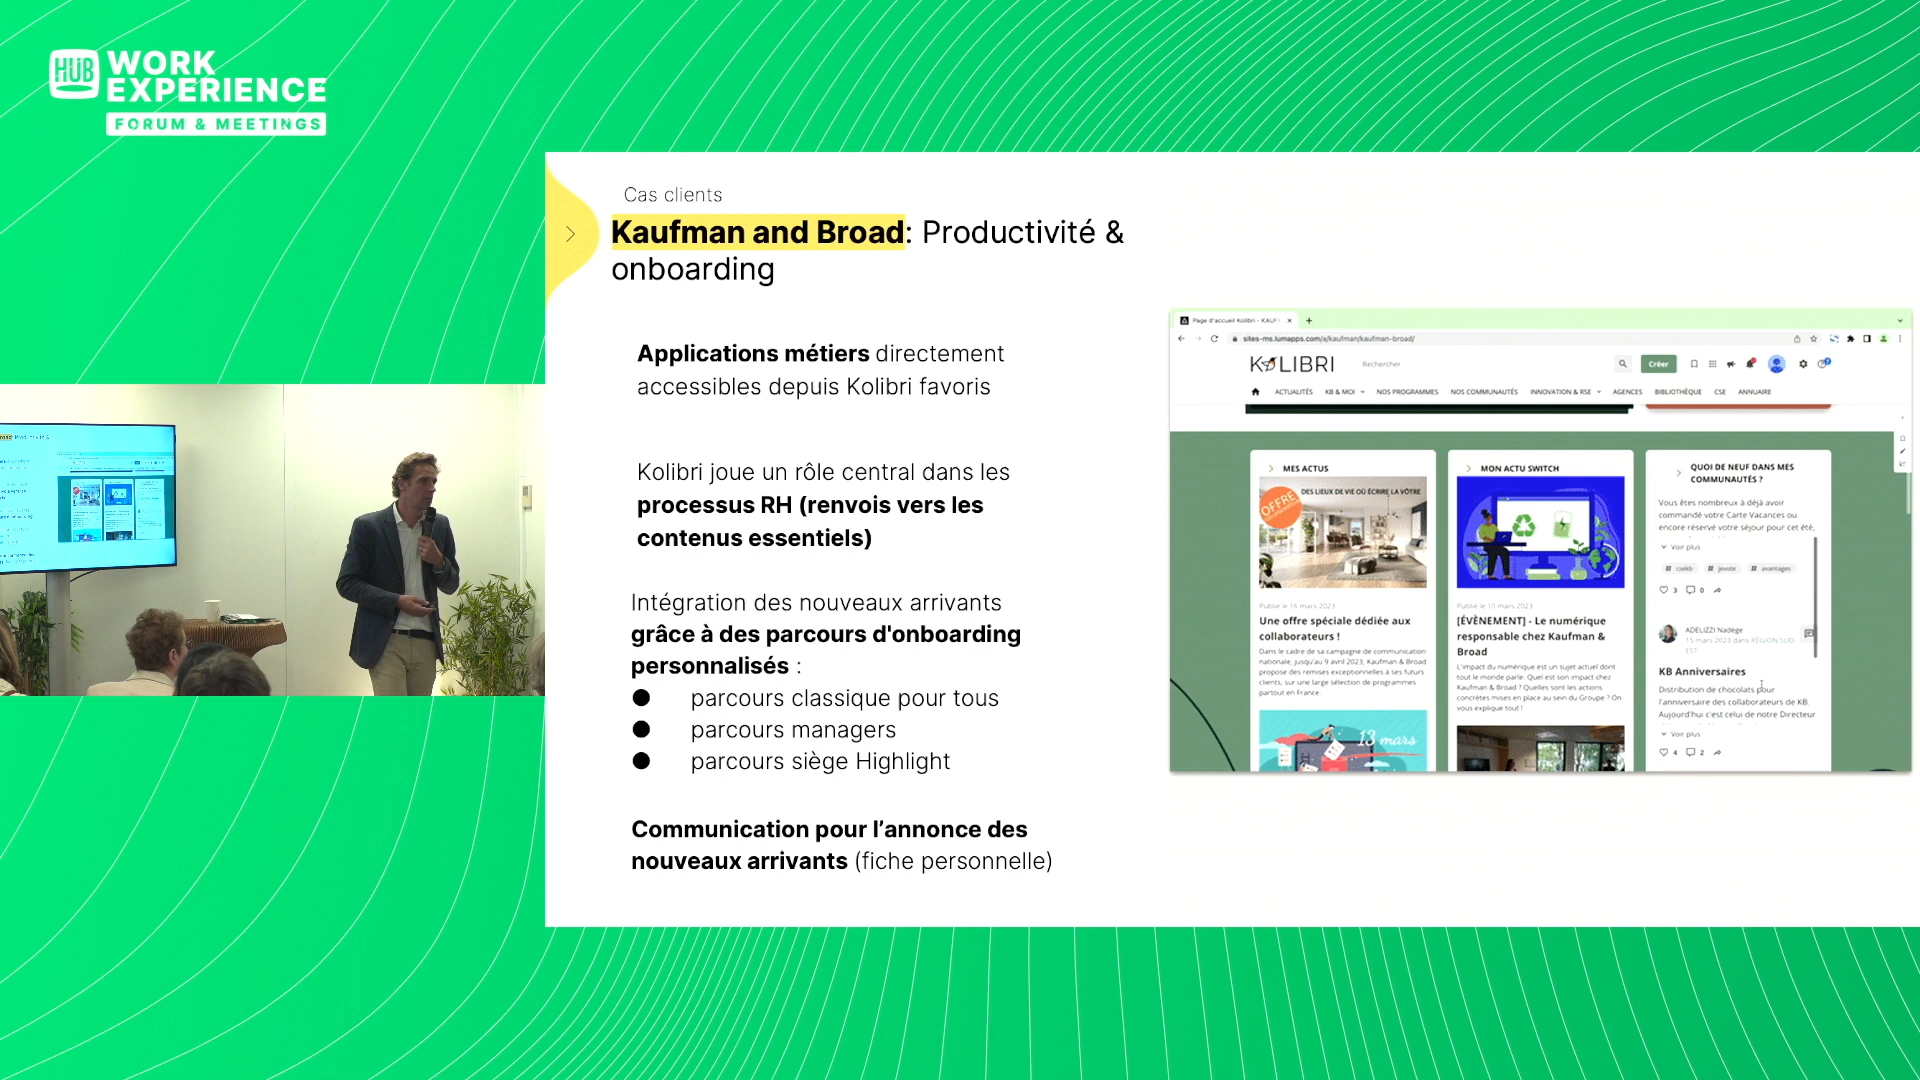 HUB
WORK
EXPERIENCE
FORUM & MEETINGS
Cas clients
Kaufman and Broad: Productivité &
onboarding
Applications métiers directement
accessibles depuis Kolibri favoris
Kolibri joue un rôle central dans les
processus RH (renvois vers les
contenus essentiels)
Intégration des nouveaux arrivants
grâce à des parcours d'onboarding
personnalisés :
● parcours classique pour tous
● parcours managers
● parcours siège Highlight
Communication pour l’annonce des
nouveaux arrivants (fiche personnelle)
Page d'accueil Kolibri - KAUF
sites-ms.lumapps.com/a/kaufman/kaufman-broad/
KOLIBRI
Rechercher
Créer
ACTUALITÉS KB & MOI NOS PROGRAMMES NOS COMMUNAUTÉS INNOVATION & RSE AGENCES BIBLIOTHÈQUE CSE ANNUAIRE
MES ACTUS
OFFRE
DES LIEUX DE VIE OÙ ÉCRIRE LA VÔTRE
Publié le 16 mars 2023
Une offre spéciale dédiée aux
collaborateurs !
Dans le cadre de sa campagne de communication
nationale, jusqu'au 9 avril 2023, Kaufman & Broad
propose des remises exceptionnelles à ses futurs
clients, sur une large sélection de programmes
partout en France.
13 mars
MON ACTU SWITCH
Publié le 10 mars 2023
[ÉVÈNEMENT] - Le numérique
responsable chez Kaufman &
Broad
L'impact du numérique est un sujet actuel dont
tout le monde parle. Quel est son impact chez
Kaufman & Broad ? Quelles sont les actions
concrètes mises en place au sein du Groupe ? On
vous explique tout !
QUOI DE NEUF DANS MES
COMMUNAUTÉS ?
Vous êtes nombreux à déjà avoir
commandé votre Carte Vacances ou
encore réservé votre séjour pour cet été,
Voir plus
# csekb # jevote # avantages
3 0
ADELIZZI Nadège
15 mars 2023 dans RÉGION SUD-
EST
KB Anniversaires
Distribution de chocolats pour
l'anniversaire des collaborateurs de KB.
Aujourd'hui c'est celui de notre Directeur
Voir plus
4 2